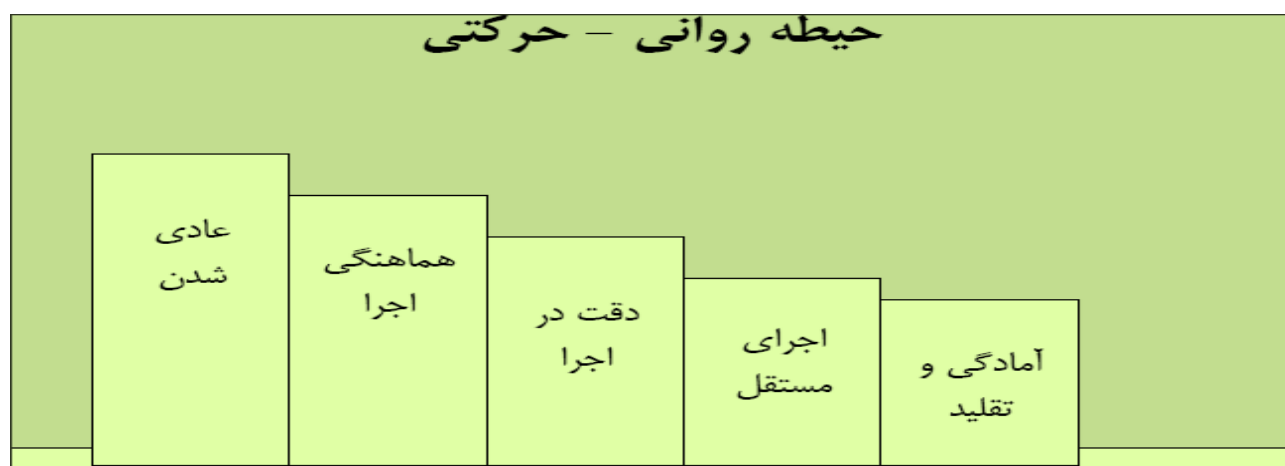 حیطه روانی – حرکتی
آمادگی و
تقلید
اجرای
مستقل
دقت در
اجرا
هماهنگی
اجرا
عادی
شدن